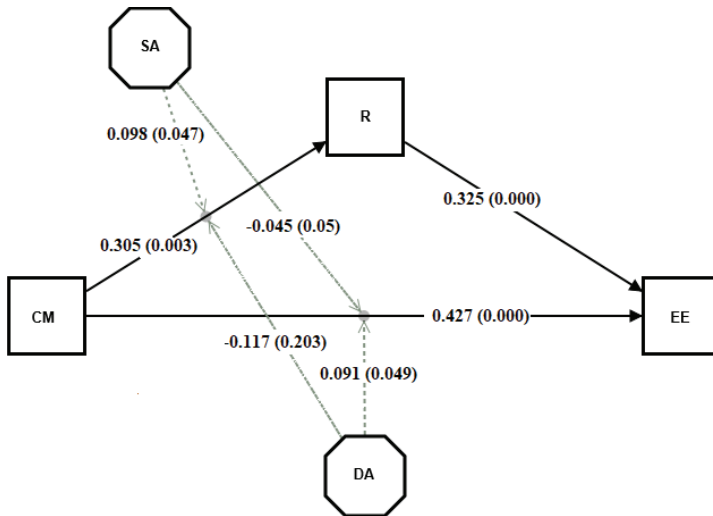 SA
R
0.098 (0.047)
0.325 (0.000)
-0.045 (0.05)
0.305 (0.003)
CM
0.427 (0.000)
EE
-0.117 (0.203)
0.091 (0.049)
DA